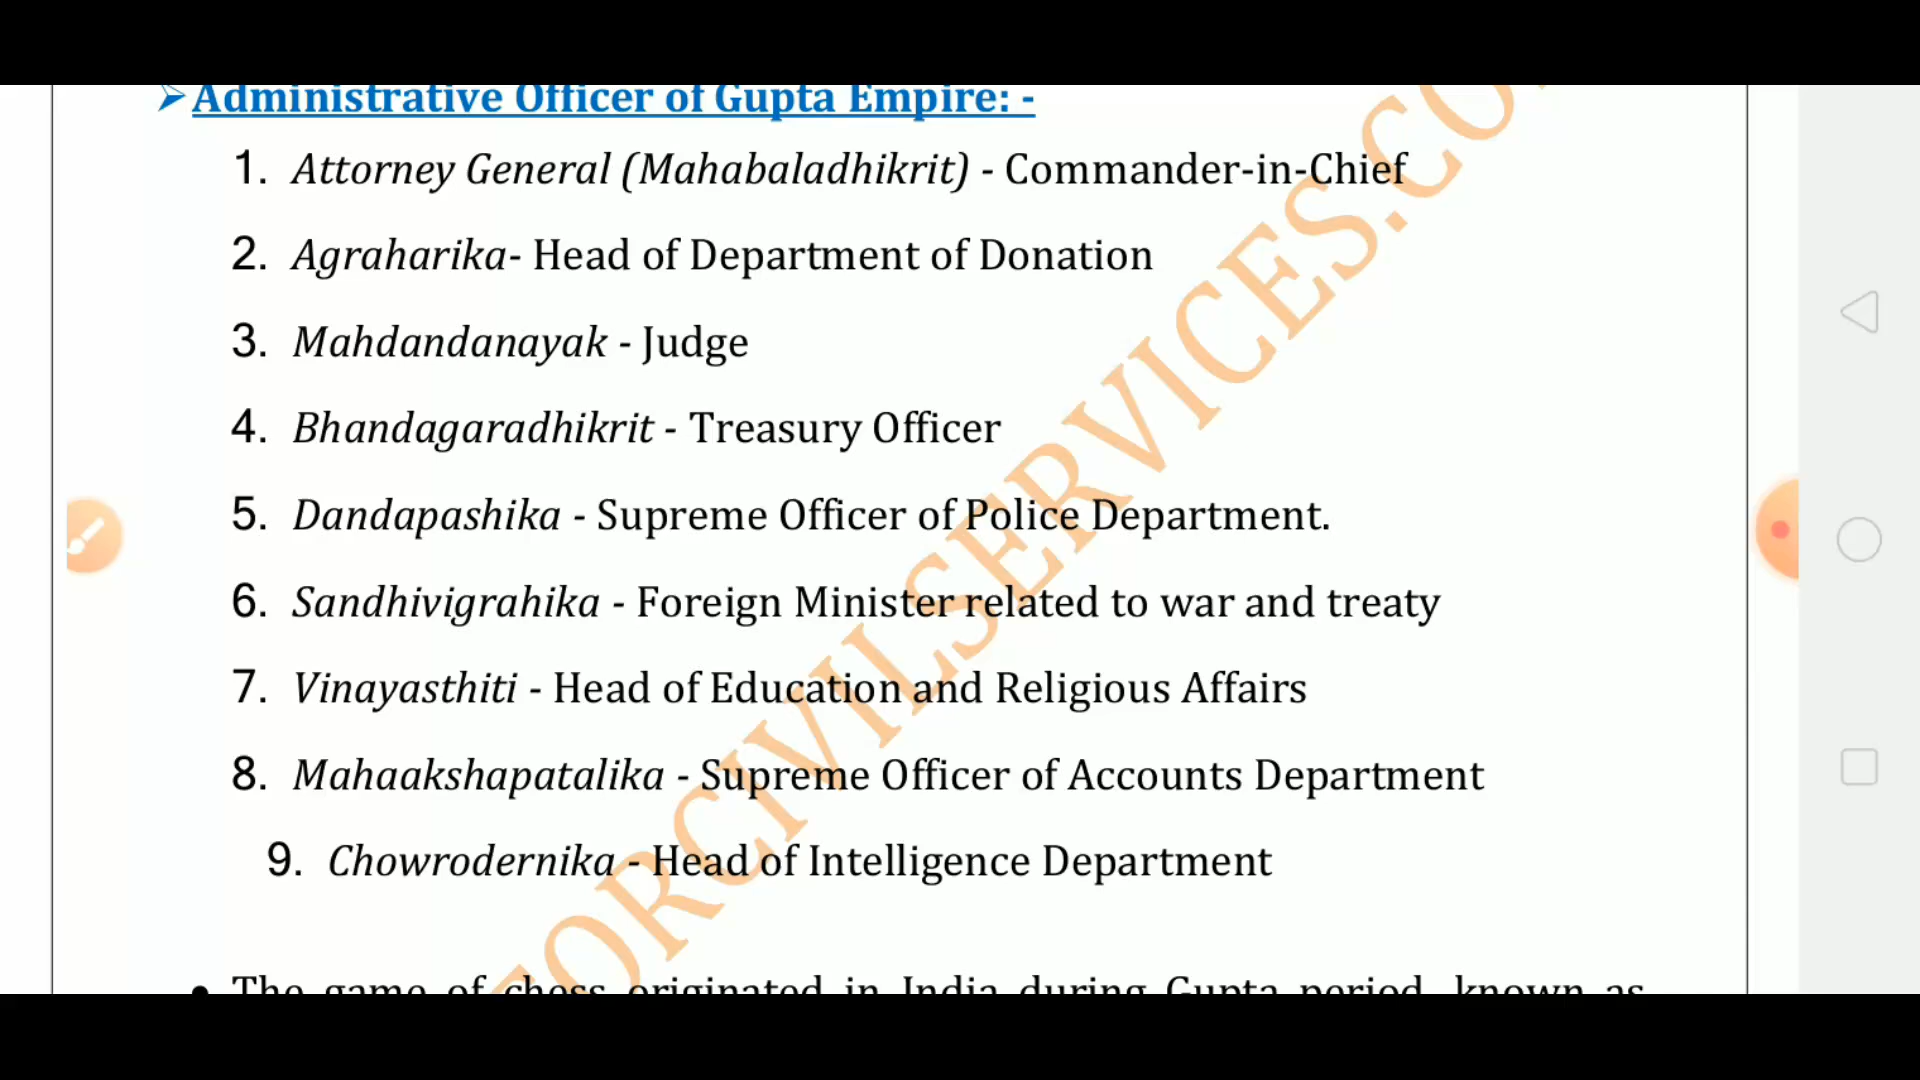 ➢ Administrative Officer of Gupta Empire: -
1. Attorney General (Mahabaladhikrit) - Commander-in-Chief
2. Agraharika- Head of Department of Donation
3. Mahdandanayak - Judge
4. Bhandagaradhikrit - Treasury Officer
5. Dandapashika - Supreme Officer of Police Department.
6. Sandhivigrahika - Foreign Minister related to war and treaty
7. Vinayasthiti - Head of Education and Religious Affairs
8. Mahaakshapatalika - Supreme Officer of Accounts Department
9. Chowrodernika - Head of Intelligence Department
• The game of chess originated in India during Gupta period, known as
FORCIVILSERVICES.CO